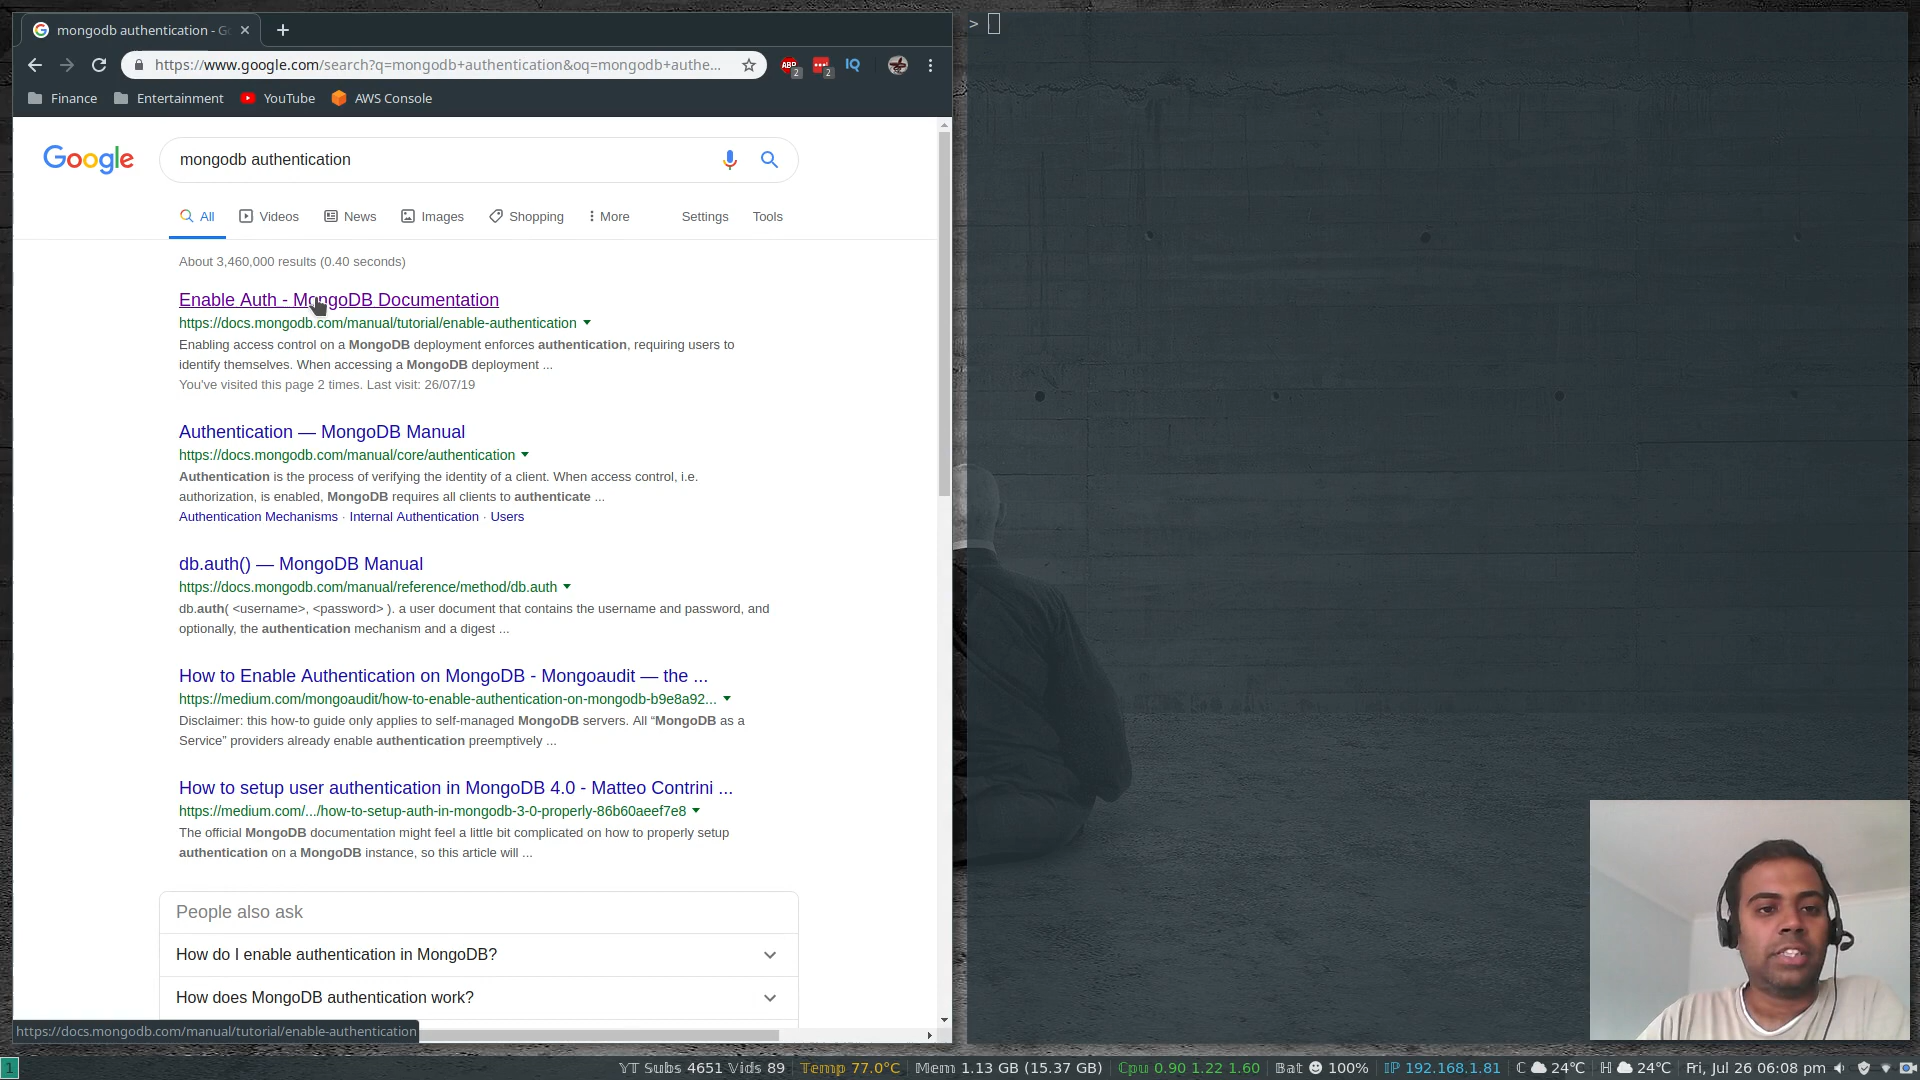 mongodb authentication - Go
>
https://www.google.com/search?q=mongodb+authentication&oq=mongodb+authe...
ABP 2
2
IQ
Finance
Entertainment
YouTube
AWS Console
Google
mongodb authentication
All
Videos
News
Images
Shopping
More
Settings
Tools
About 3,460,000 results (0.40 seconds)
Enable Auth - MongoDB Documentation
https://docs.mongodb.com/manual/tutorial/enable-authentication
Enabling access control on a MongoDB deployment enforces authentication, requiring users to
identify themselves. When accessing a MongoDB deployment ...
You've visited this page 2 times. Last visit: 26/07/19
Authentication — MongoDB Manual
https://docs.mongodb.com/manual/core/authentication
Authentication is the process of verifying the identity of a client. When access control, i.e.
authorization, is enabled, MongoDB requires all clients to authenticate ...
Authentication Mechanisms · Internal Authentication · Users
db.auth() — MongoDB Manual
https://docs.mongodb.com/manual/reference/method/db.auth
db.auth( <username>, <password> ). a user document that contains the username and password, and
optionally, the authentication mechanism and a digest ...
How to Enable Authentication on MongoDB - Mongoaudit — the ...
https://medium.com/mongoaudit/how-to-enable-authentication-on-mongodb-b9e8a92...
Disclaimer: this how-to guide only applies to self-managed MongoDB servers. All “MongoDB as a
Service” providers already enable authentication preemptively ...
How to setup user authentication in MongoDB 4.0 - Matteo Contrini ...
https://medium.com/.../how-to-setup-auth-in-mongodb-3-0-properly-86b60aeef7e8
The official MongoDB documentation might feel a little bit complicated on how to properly setup
authentication on a MongoDB instance, so this article will ...
People also ask
How do I enable authentication in MongoDB?
How does MongoDB authentication work?
https://docs.mongodb.com/manual/tutorial/enable-authentication
1
YT Subs 4651 Vids 89
Temp 77.0°C
Mem 1.13 GB (15.37 GB)
Cpu 0.90 1.22 1.60
Bat 100%
IP 192.168.1.81
C 24℃
H 24℃
Fri, Jul 26 06:08 pm